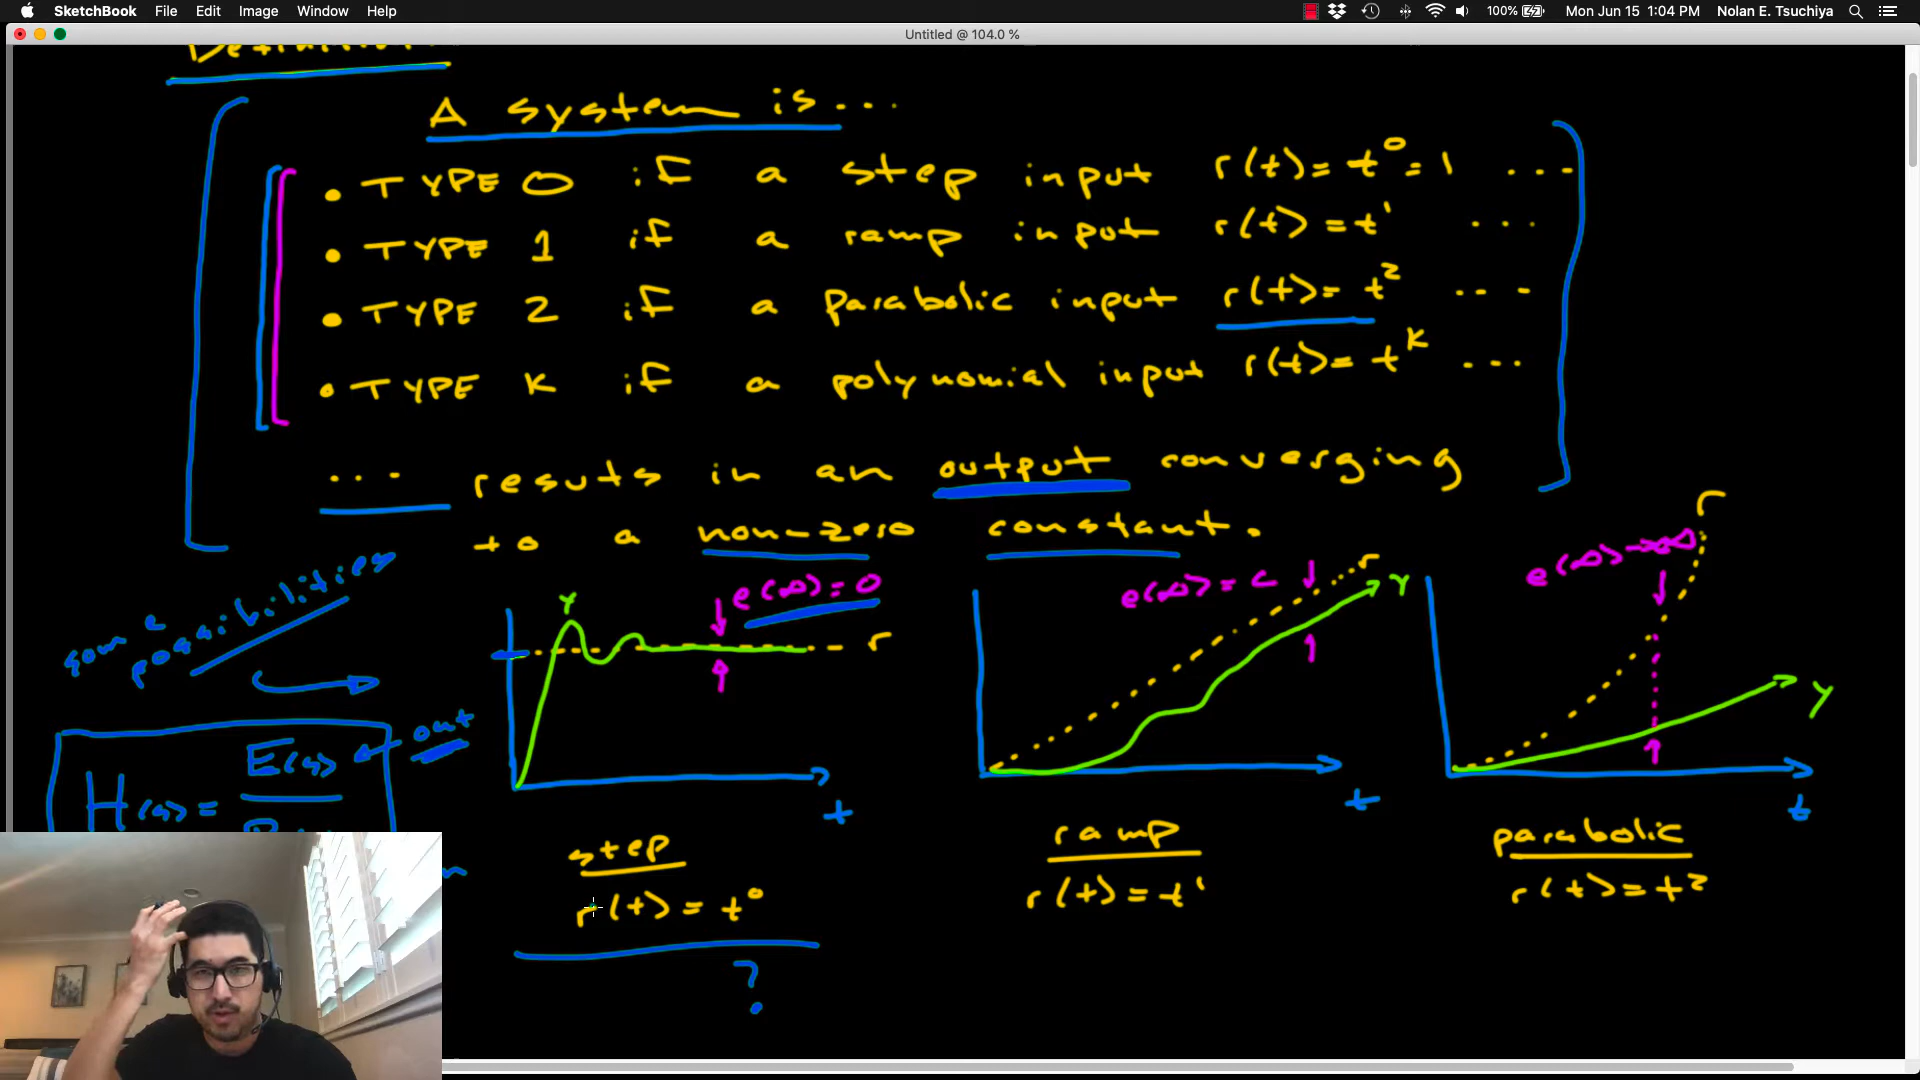 SketchBook File Edit Image Window Help 100% Mon Jun 15 1:04 PM Nolan E. Tsuchiya
Untitled @ 104.0 %
A system is...
• TYPE 0 if a step input r(t)= t⁰ = 1 ...
• TYPE 1 if a ramp input r(t) = t¹ ...
• TYPE 2 if a parabolic input r(t)= t² ...
• TYPE K if a polynomial input r(t)= t^K ...
... results in an output converging
to a non-zero constant.
some
possibilities
Y
e(∞)=0
r
t
e(∞)= c
r
Y
t
e(∞)→∞
r
Y
t
H(s)= E(s)
out
step
r(t) = t⁰
?
ramp
r(t) = t¹
parabolic
r(t)= t²